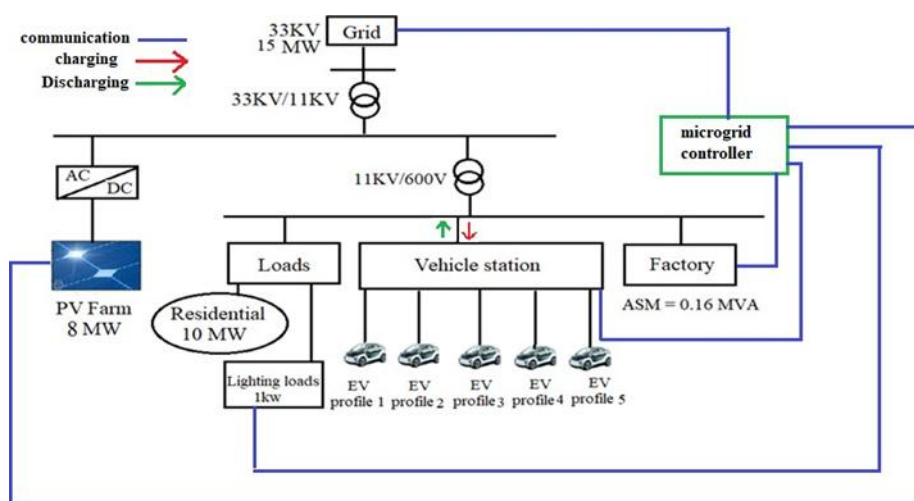 communication
charging
Discharging
33KV
15 MW
Grid
33KV/11KV
microgrid
controller
AC
DC
11KV/600V
PV Farm
8 MW
Loads
Vehicle station
Factory
Residential
10 MW
ASM = 0.16 MVA
Lighting loads
1kw
EV
profile 1
EV
profile 2
EV
profile 3
EV
profile 4
EV
profile 5